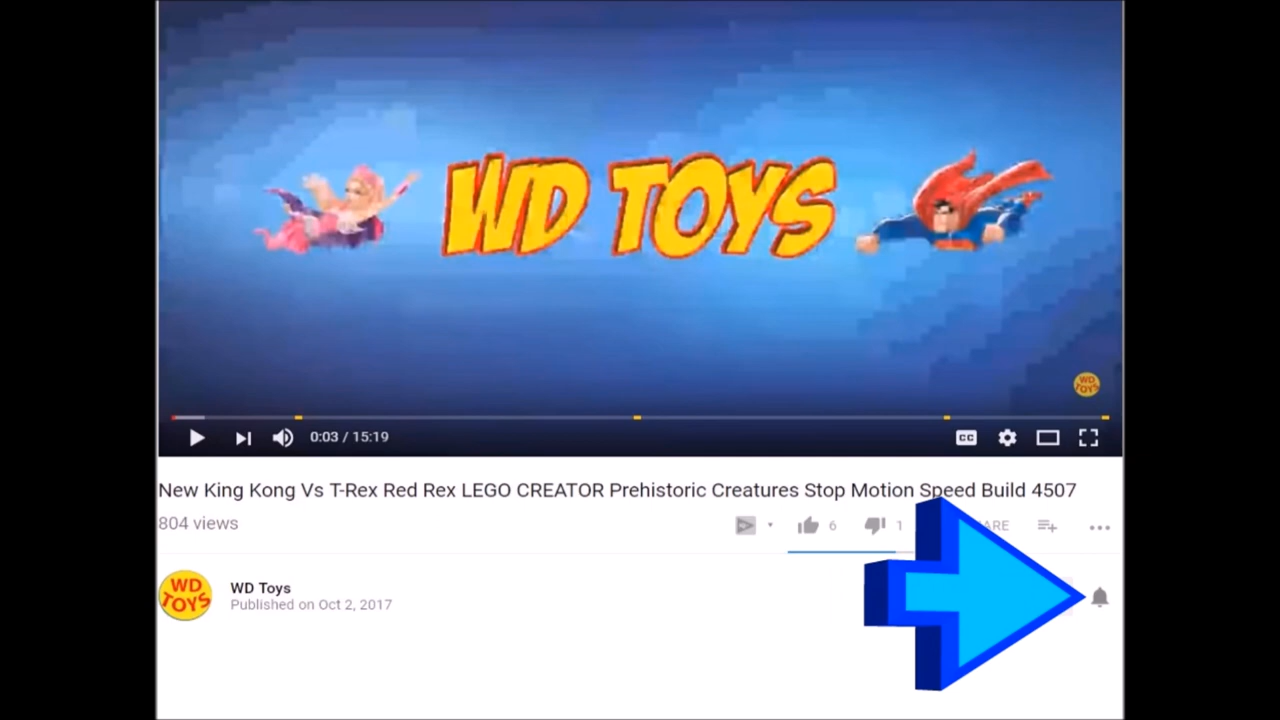 WD TOYS
WD
TOYS
0:03 / 15:19
CC
New King Kong Vs T-Rex Red Rex LEGO CREATOR Prehistoric Creatures Stop Motion Speed Build 4507
804 views
6
1
ARE
WD
TOYS
WD Toys
Published on Oct 2, 2017